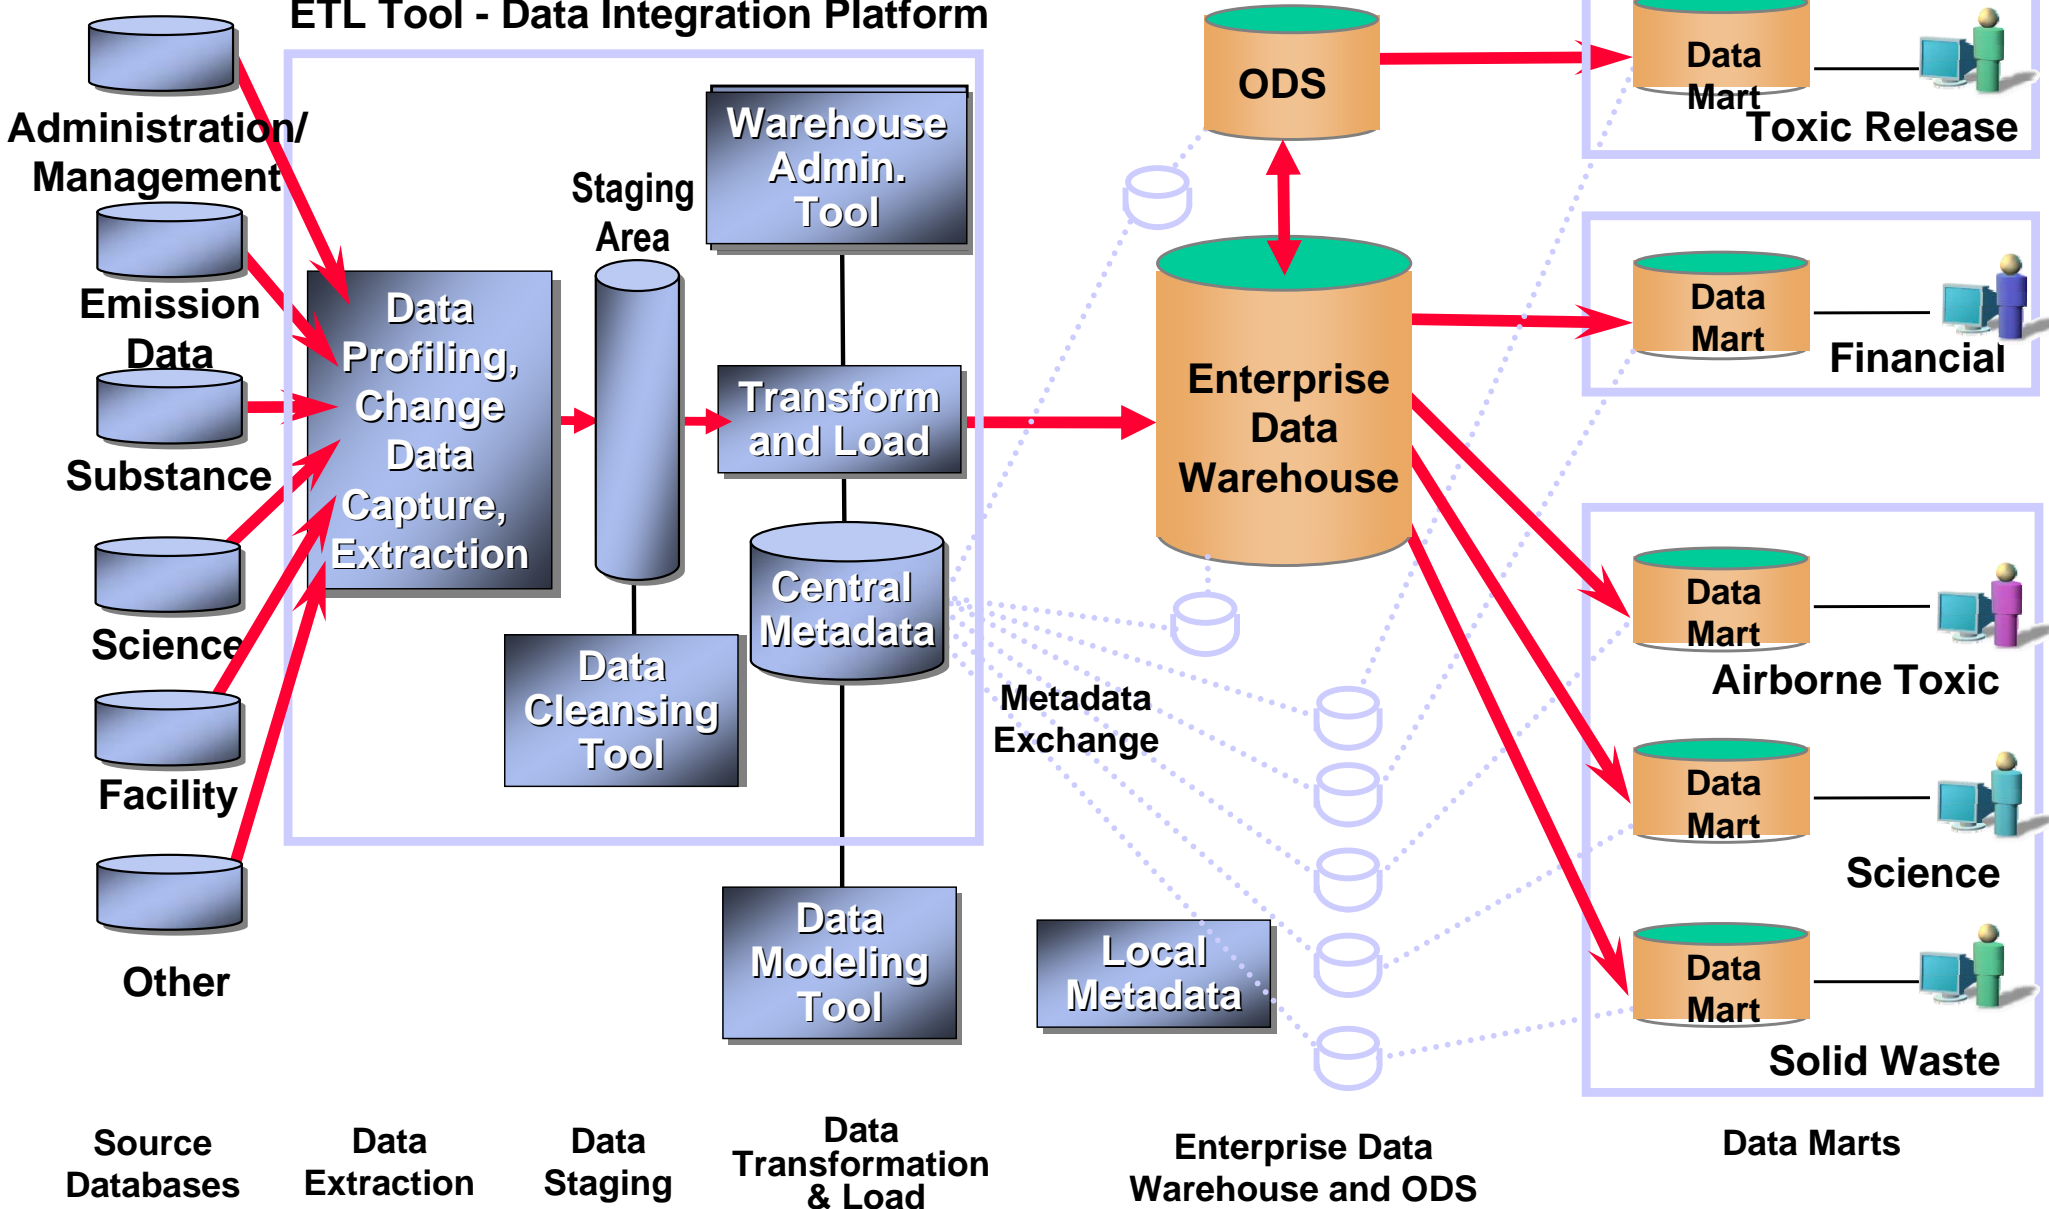 ETL Tool - Data Integration Platform
Administration/
Management
Emission
Data
Substance
Science
Facility
Other
Data
Profiling,
Change
Data
Capture,
Extraction
Staging
Area
Data
Cleansing
Tool
Warehouse
Admin.
Tool
Transform
and Load
Central
Metadata
Data
Modeling
Tool
Metadata
Exchange
Local
Metadata
ODS
Enterprise
Data
Warehouse
Data
Mart
Toxic Release
Data
Mart
Financial
Data
Mart
Airborne Toxic
Data
Mart
Science
Data
Mart
Solid Waste
Source
Databases
Data
Extraction
Data
Staging
Data
Transformation
& Load
Enterprise Data
Warehouse and ODS
Data Marts